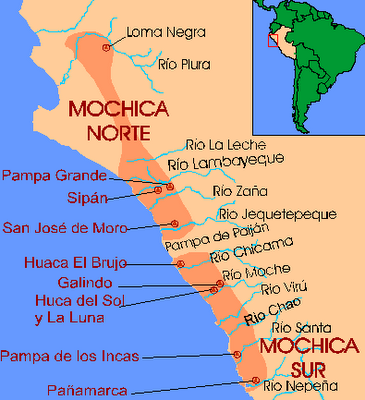 Loma Negra
Río Plura
MOCHICA
NORTE
Río La Leche
Río Lambayeque
Pampa Grande
Sipán
Río Zaña
Río Jequetepeque
San José de Moro
Pampa de Paiján
Río Chicama
Huaca El Brujo
Río Moche
Galindo
Río Virú
Huca del Sol
y La Luna
Río Chao
Río Santa
MOCHICA
SUR
Pampa de los Incas
Río Nepeña
Pañamarca